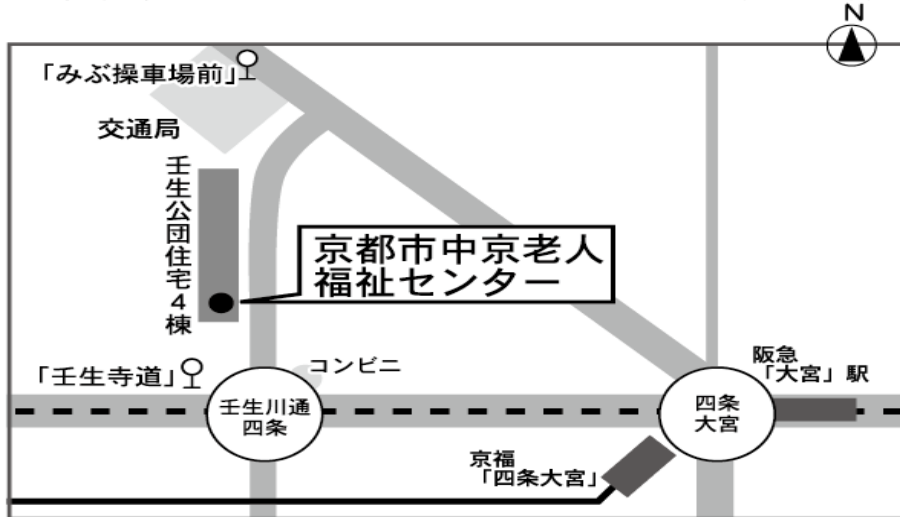 N
「みぶ操車場前」
交通局
壬生公団住宅4棟
京都市中京老人
福祉センター
コンビニ
「壬生寺道」
壬生川通
四条
四条
大宮
阪急
「大宮」駅
京福
「四条大宮」